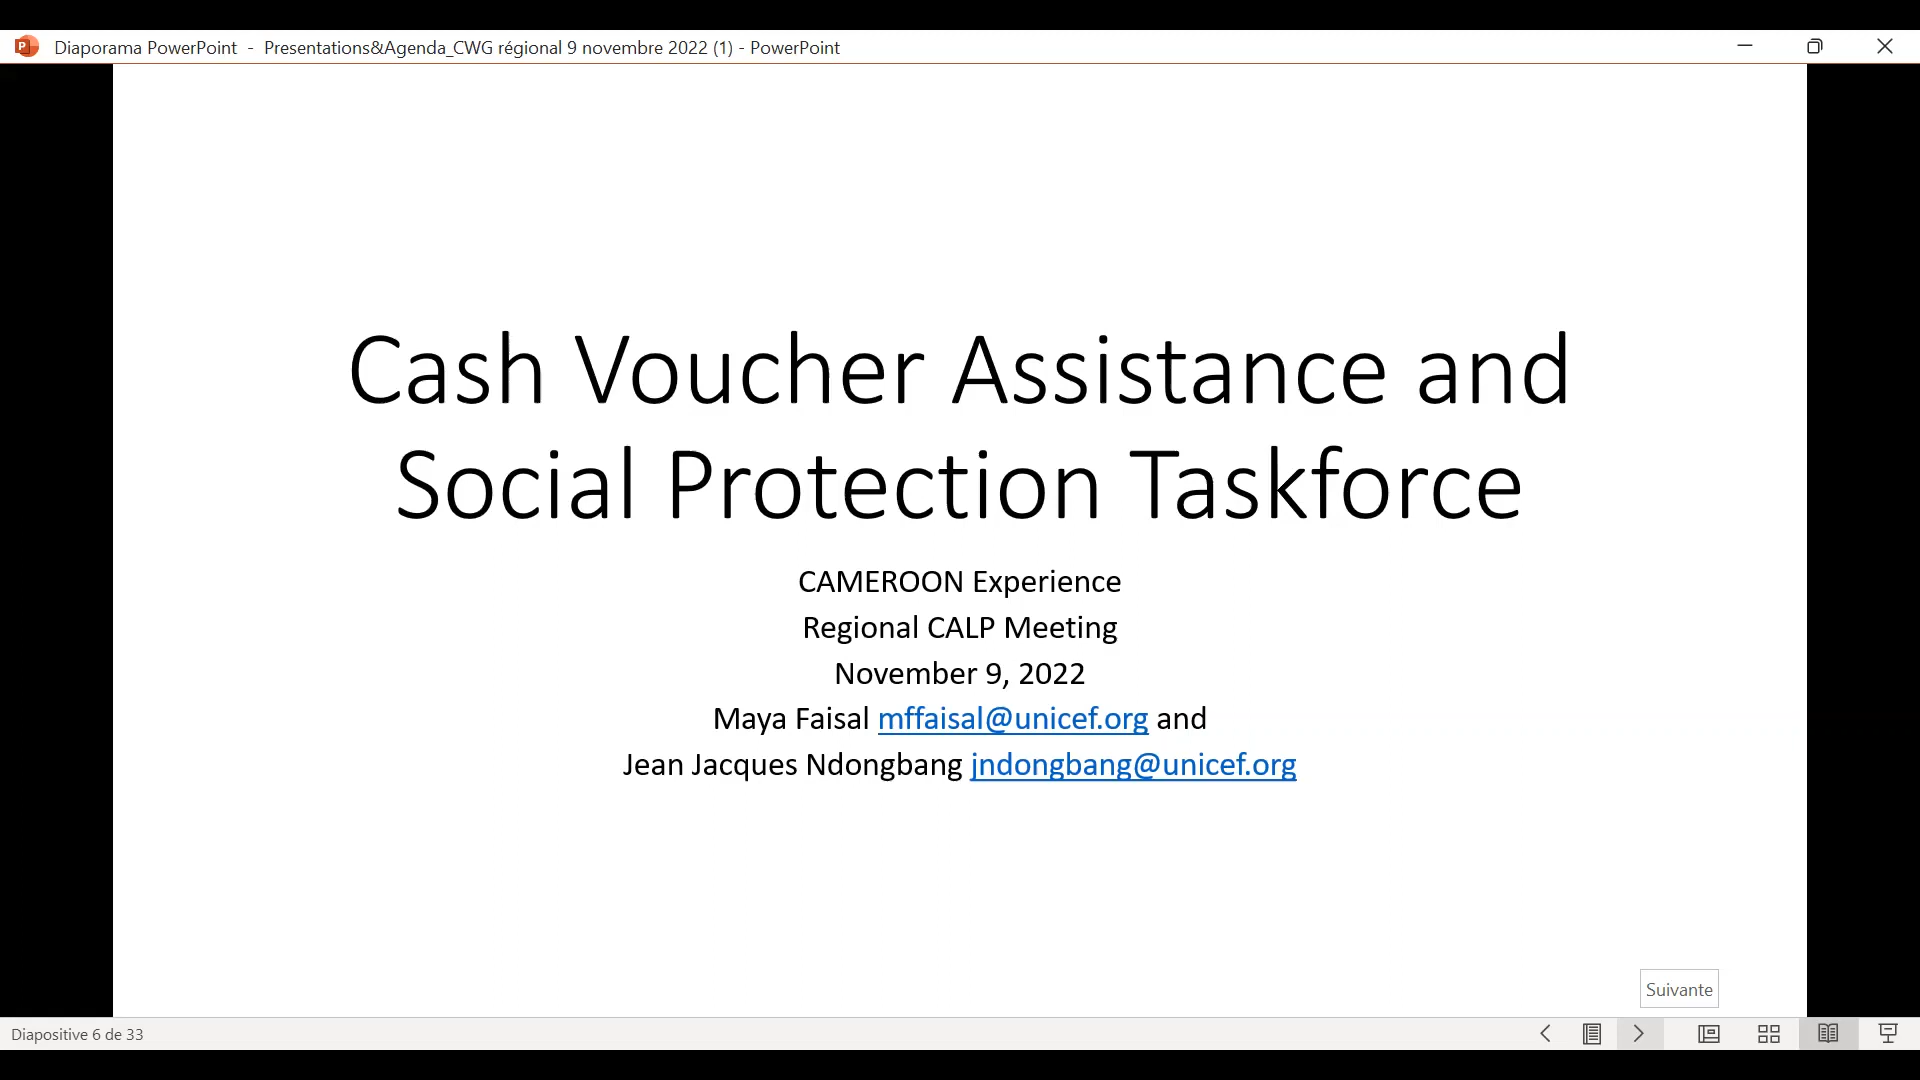 Diaporama PowerPoint - Presentations&Agenda_CWG régional 9 novembre 2022 (1) - PowerPoint
Cash Voucher Assistance and
Social Protection Taskforce
CAMEROON Experience
Regional CALP Meeting
November 9, 2022
Maya Faisal mffaisal@unicef.org and
Jean Jacques Ndongbang jndongbang@unicef.org
Suivante
Diapositive 6 de 33